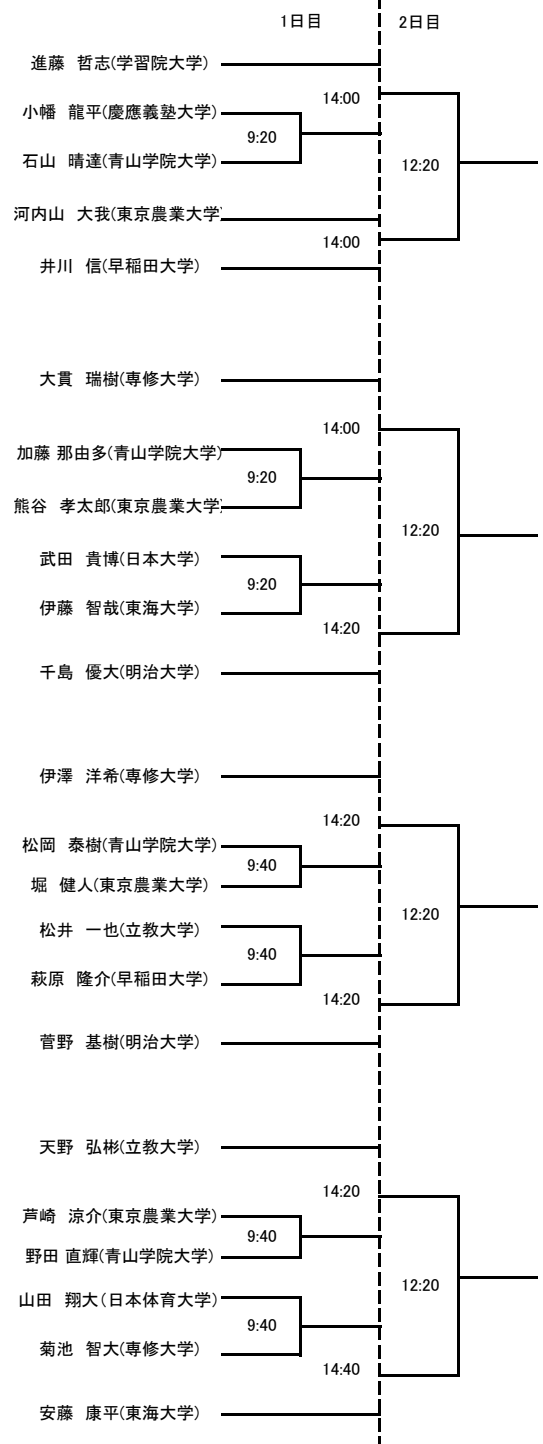 1日目 2日目
進藤 哲志(学習院大学)
14:00
小幡 龍平(慶應義塾大学)
9:20
石山 晴達(青山学院大学)
12:20
河内山 大我(東京農業大学)
14:00
井川 信(早稲田大学)
大貫 瑞樹(専修大学)
14:00
加藤 那由多(青山学院大学)
9:20
熊谷 孝太郎(東京農業大学)
12:20
武田 貴博(日本大学)
9:20
伊藤 智哉(東海大学)
14:20
千島 優大(明治大学)
伊澤 洋希(専修大学)
14:20
松岡 泰樹(青山学院大学)
9:40
堀 健人(東京農業大学)
12:20
松井 一也(立教大学)
9:40
萩原 隆介(早稲田大学)
14:20
菅野 基樹(明治大学)
天野 弘彬(立教大学)
14:20
芦崎 涼介(東京農業大学)
9:40
野田 直輝(青山学院大学)
12:20
山田 翔大(日本体育大学)
9:40
菊池 智大(専修大学)
14:40
安藤 康平(東海大学)